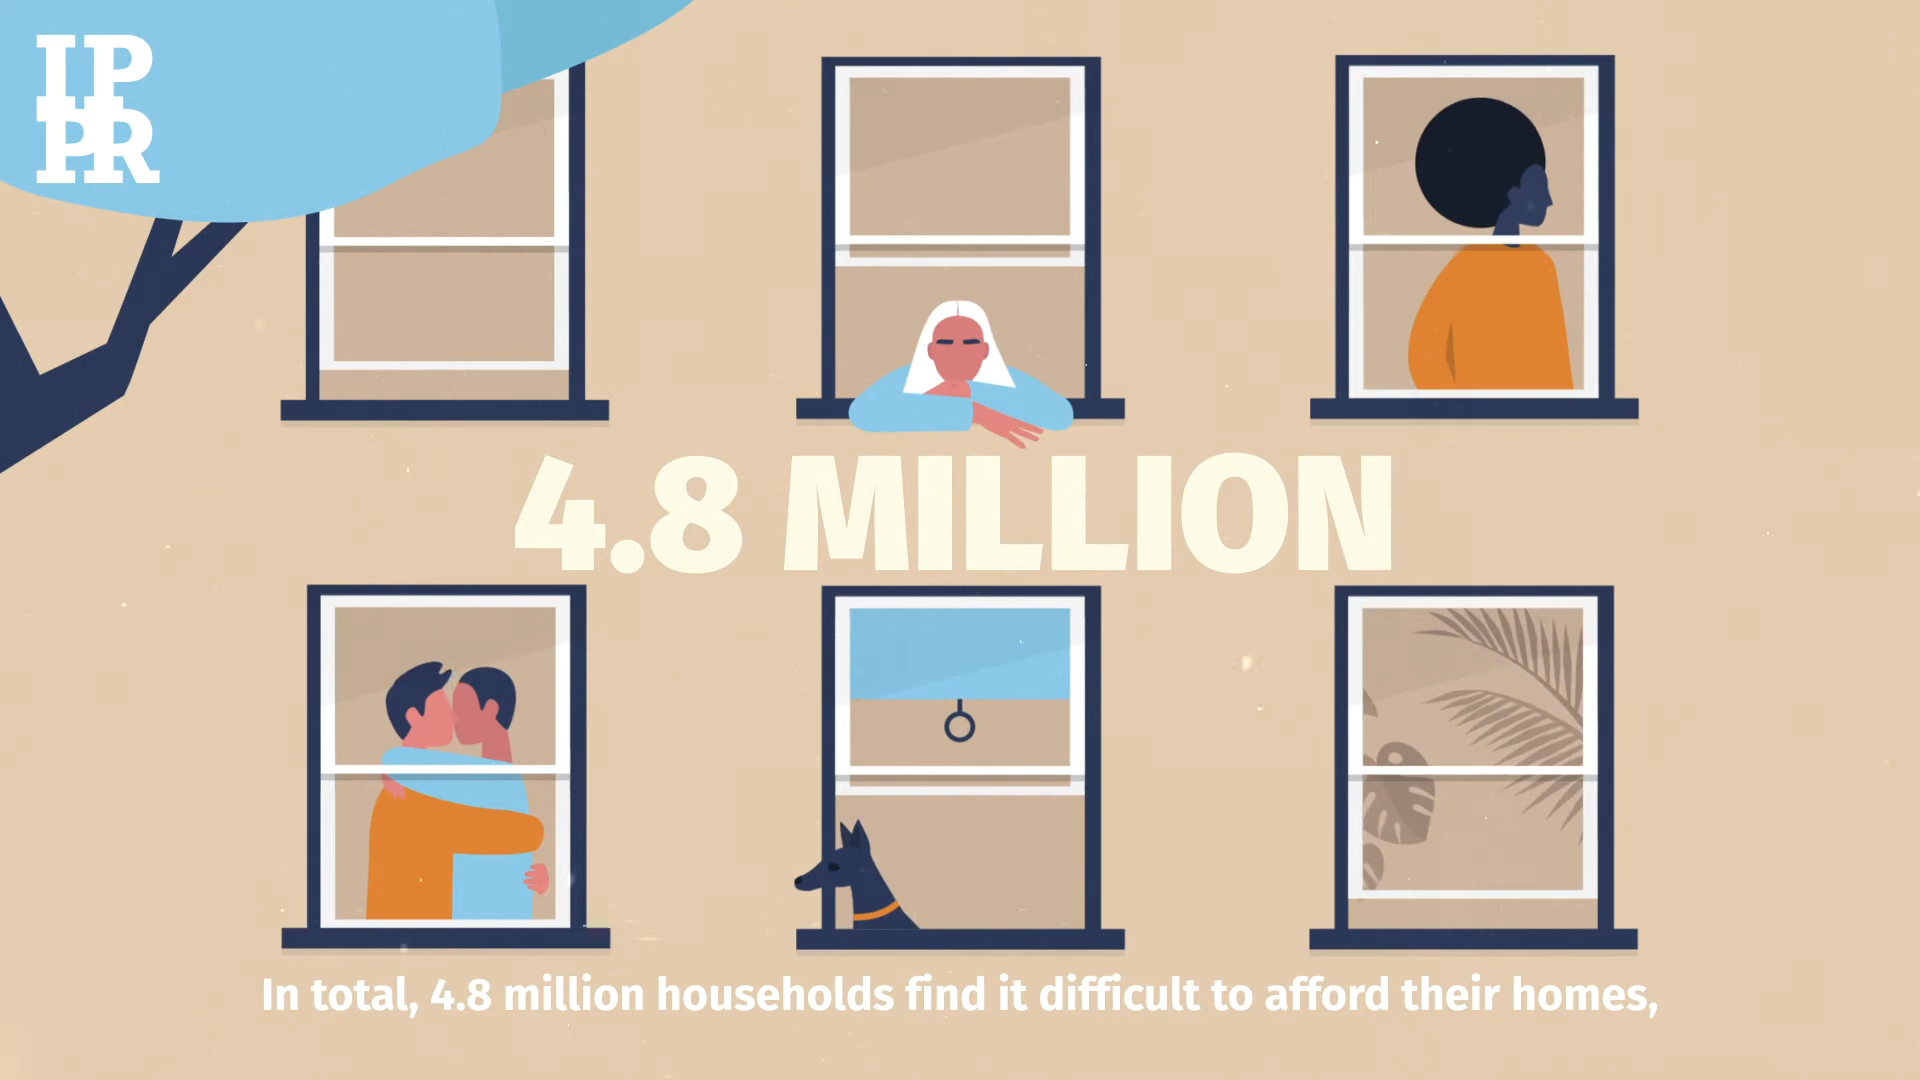 IP
PR
4.8 MILLION
In total, 4.8 million households find it difficult to afford their homes,